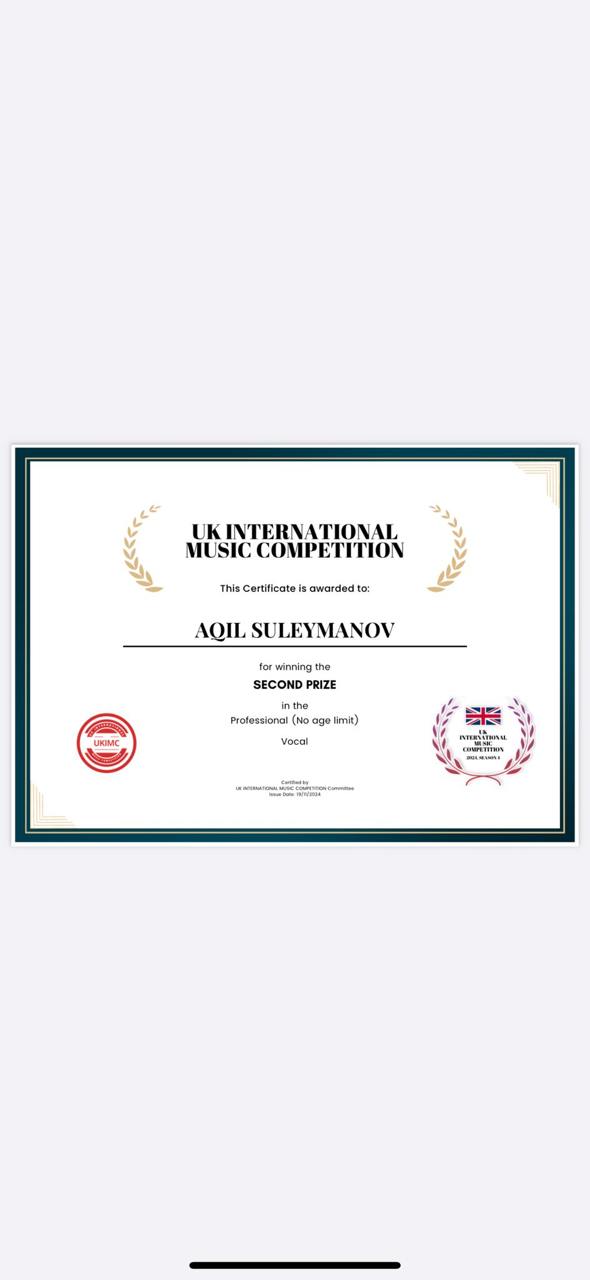 UK INTERNATIONAL
MUSIC COMPETITION
This Certificate is awarded to:
AQIL SULEYMANOV
for winning the
SECOND PRIZE
in the
Professional (No age limit)
Vocal
UKIMC
UK
INTERNATIONAL
MUSIC
COMPETITION
2024, SEASON 4
Certified by
UK INTERNATIONAL MUSIC COMPETITION Committee
Issue Date: 19/11/2024